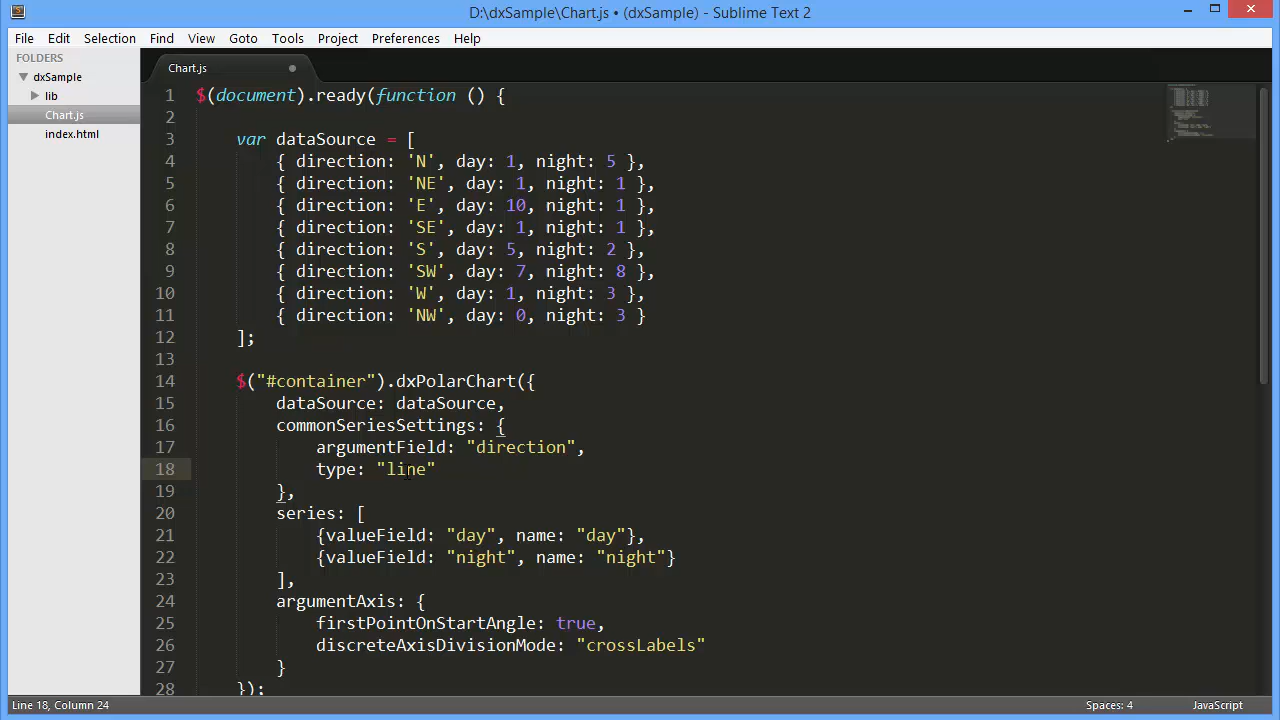 D:\dxSample\Chart.js • (dxSample) - Sublime Text 2
File Edit Selection Find View Goto Tools Project Preferences Help
FOLDERS
dxSample
lib
Chart.js
index.html
Chart.js
1 $(document).ready(function () {
2
3 var dataSource = [
4 { direction: 'N', day: 1, night: 5 },
5 { direction: 'NE', day: 1, night: 1 },
6 { direction: 'E', day: 10, night: 1 },
7 { direction: 'SE', day: 1, night: 1 },
8 { direction: 'S', day: 5, night: 2 },
9 { direction: 'SW', day: 7, night: 8 },
10 { direction: 'W', day: 1, night: 3 },
11 { direction: 'NW', day: 0, night: 3 }
12 ];
13
14 $("#container").dxPolarChart({
15 dataSource: dataSource,
16 commonSeriesSettings: {
17 argumentField: "direction",
18 type: "line"
19 },
20 series: [
21 {valueField: "day", name: "day"},
22 {valueField: "night", name: "night"}
23 ],
24 argumentAxis: {
25 firstPointOnStartAngle: true,
26 discreteAxisDivisionMode: "crossLabels"
27 }
28 });
Line 18, Column 24 Spaces: 4 JavaScript